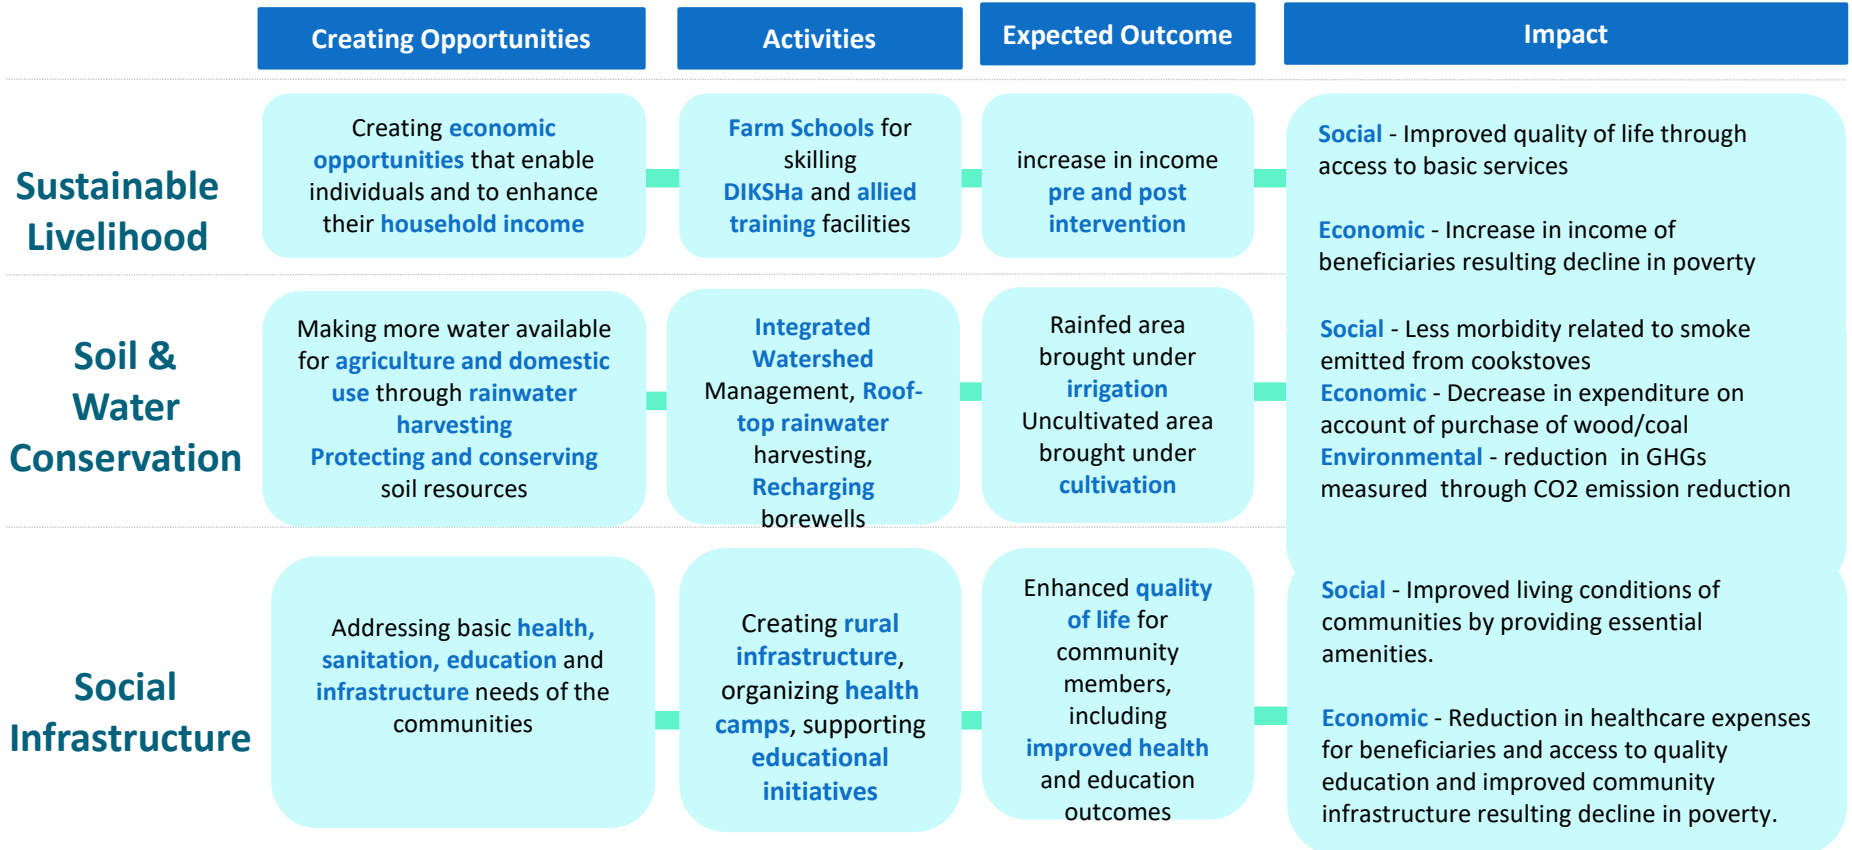 Creating Opportunities
Activities
Expected Outcome
Impact
Sustainable
Livelihood
Creating economic
opportunities that enable
individuals and to enhance
their household income
Farm Schools for
skilling
DIKSHa and allied
training facilities
increase in income
pre and post
intervention
Social - Improved quality of life through
access to basic services
Economic - Increase in income of
beneficiaries resulting decline in poverty
Soil &
Water
Conservation
Making more water available
for agriculture and domestic
use through rainwater
harvesting
Protecting and conserving
soil resources
Integrated
Watershed
Management, Roof-
top rainwater
harvesting,
Recharging
borewells
Rainfed area
brought under
irrigation
Uncultivated area
brought under
cultivation
Social - Less morbidity related to smoke
emitted from cookstoves
Economic - Decrease in expenditure on
account of purchase of wood/coal
Environmental - reduction  in GHGs
measured  through CO2 emission reduction
Social
Infrastructure
Addressing basic health,
sanitation, education and
infrastructure needs of the
communities
Creating rural
infrastructure,
organizing health
camps, supporting
educational
initiatives
Enhanced quality
of life for
community
members,
including
improved health
and education
outcomes
Social - Improved living conditions of
communities by providing essential
amenities.
Economic - Reduction in healthcare expenses
for beneficiaries and access to quality
education and improved community
infrastructure resulting decline in poverty.